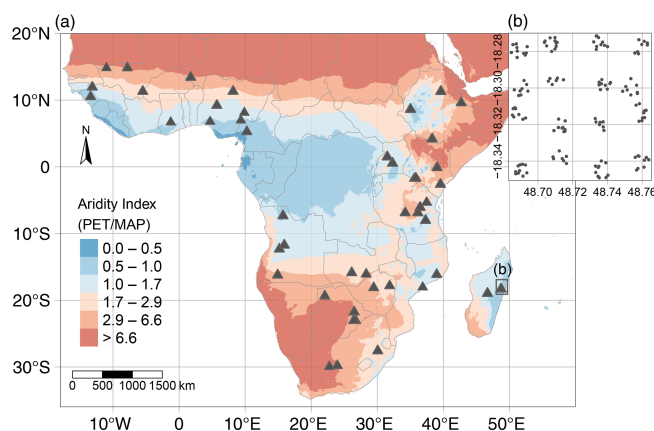 (a)
(b)
20°N
10°N
0
10°S
20°S
30°S
N
Aridity Index
(PET/MAP)
0.0 – 0.5
0.5 – 1.0
1.0 – 1.7
1.7 – 2.9
2.9 – 6.6
> 6.6
0 500 1000 1500 km
10°W 0 10°E 20°E 30°E 40°E 50°E
(b)
−18.28
−18.30
−18.32
−18.34
48.70 48.72 48.74 48.76